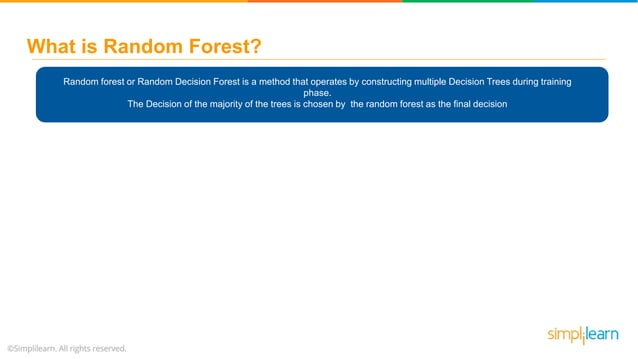 What is Random Forest?
Random forest or Random Decision Forest is a method that operates by constructing multiple Decision Trees during training
phase.
The Decision of the majority of the trees is chosen by the random forest as the final decision
simplilearn
©Simplilearn. All rights reserved.